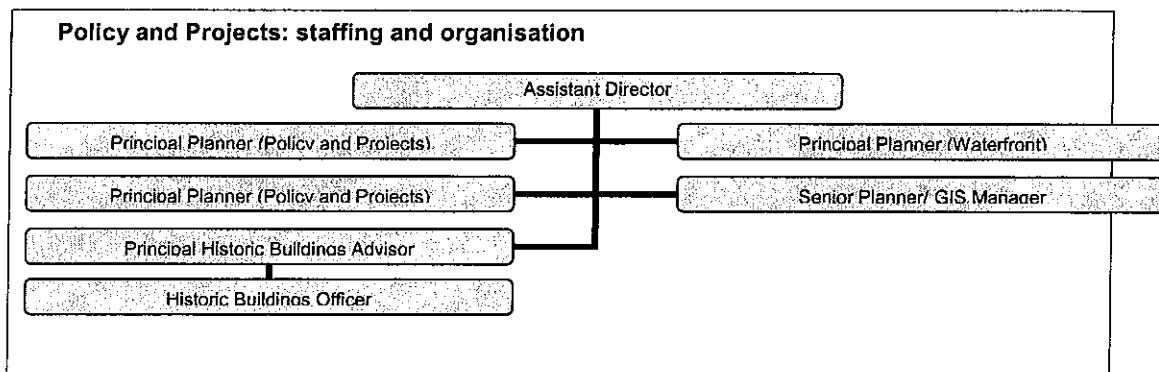 Policy and Projects: staffing and organisation
Assistant Director
Principal Planner (Policy and Projects)
Principal Planner (Waterfront)
Principal Planner (Policy and Projects)
Senior Planner/ GIS Manager
Principal Historic Buildings Advisor
Historic Buildings Officer